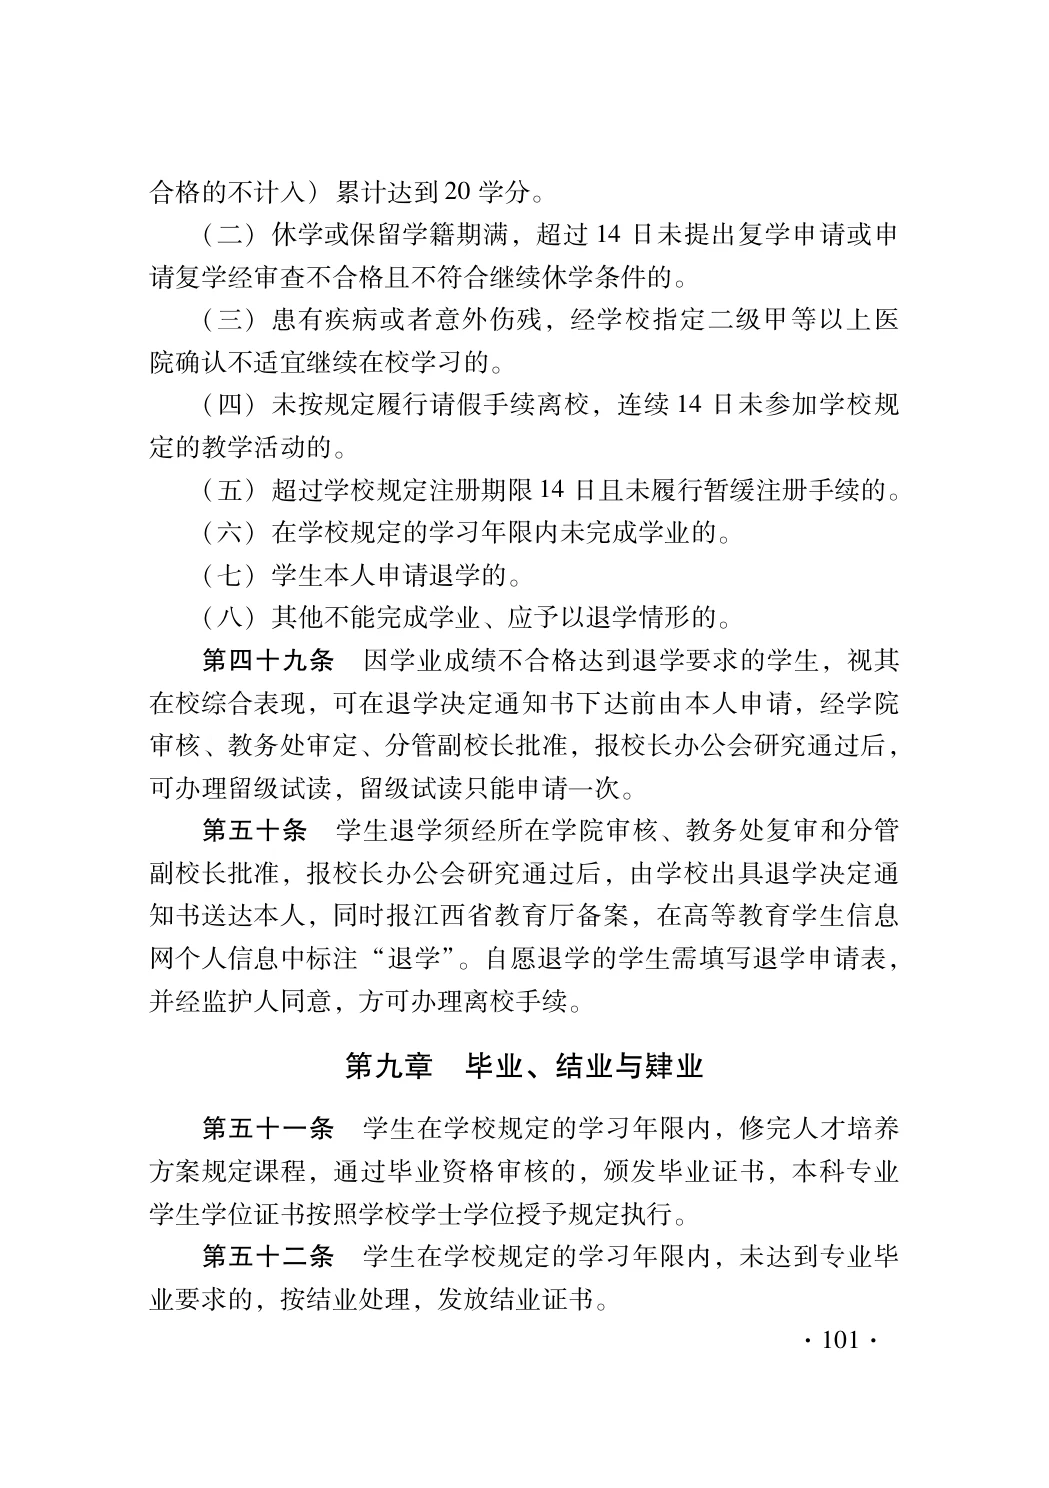 合格的不计入）累计达到 20 学分。
（二）休学或保留学籍期满，超过 14 日未提出复学申请或申
请复学经审查不合格且不符合继续休学条件的。
（三）患有疾病或者意外伤残，经学校指定二级甲等以上医
院确认不适宜继续在校学习的。
（四）未按规定履行请假手续离校，连续 14 日未参加学校规
定的教学活动的。
（五）超过学校规定注册期限 14 日且未履行暂缓注册手续的。
（六）在学校规定的学习年限内未完成学业的。
（七）学生本人申请退学的。
（八）其他不能完成学业、应予以退学情形的。
第四十九条　因学业成绩不合格达到退学要求的学生，视其
在校综合表现，可在退学决定通知书下达前由本人申请，经学院
审核、教务处审定、分管副校长批准，报校长办公会研究通过后，
可办理留级试读，留级试读只能申请一次。
第五十条　学生退学须经所在学院审核、教务处复审和分管
副校长批准，报校长办公会研究通过后，由学校出具退学决定通
知书送达本人，同时报江西省教育厅备案，在高等教育学生信息
网个人信息中标注“退学”。自愿退学的学生需填写退学申请表，
并经监护人同意，方可办理离校手续。
第九章　毕业、结业与肄业
第五十一条　学生在学校规定的学习年限内，修完人才培养
方案规定课程，通过毕业资格审核的，颁发毕业证书，本科专业
学生学位证书按照学校学士学位授予规定执行。
第五十二条　学生在学校规定的学习年限内，未达到专业毕
业要求的，按结业处理，发放结业证书。
· 101 ·